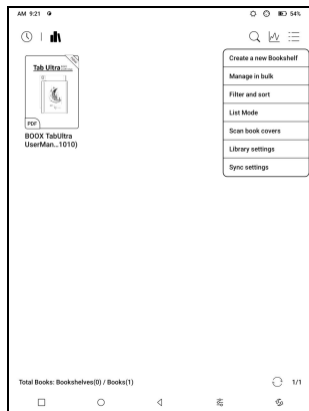 AM 9:21
54%
Create a new Bookshelf
Manage in bulk
Filter and sort
List Mode
Scan book covers
Library settings
Sync settings
Tab Ultra
PDF
BOOX TabUltra
UserMan...1010)
Total Books: Bookshelves(0) / Books(1)
1/1